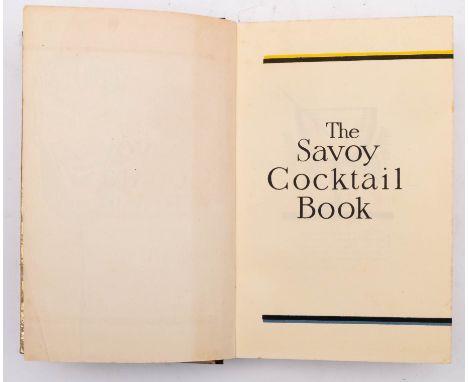 The
Savoy
Cocktail
Book